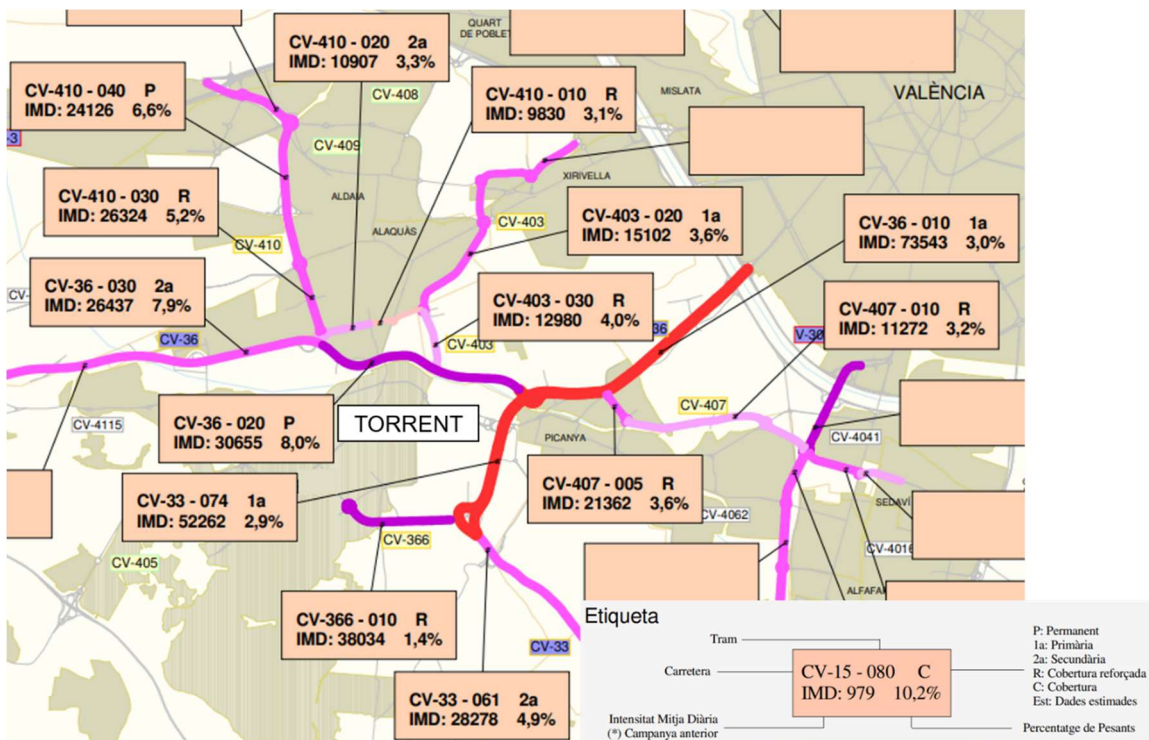 QUART
DE POBLET
CV-410 - 020 2a
IMD: 10907 3,3%
VALÈNCIA
MISLATA
CV-410 - 040 P
IMD: 24126 6,6%
CV-408
CV-410 - 010 R
IMD: 9830 3,1%
-3
CV-409
XIRIVELLA
CV-410 - 030 R
IMD: 26324 5,2%
ALDAIA
CV-403 - 020 1a
IMD: 15102 3,6%
CV-36 - 010 1a
IMD: 73543 3,0%
CV-403
ALAQUÀS
CV-410
CV-36 - 030 2a
IMD: 26437 7,9%
CV-403 - 030 R
IMD: 12980 4,0%
CV-407 - 010 R
IMD: 11272 3,2%
CV-
36
V-30
CV-36
CV-403
CV-36 - 020 P
IMD: 30655 8,0%
TORRENT
CV-407
CV-4115
PICANYA
CV-4041
CV-33 - 074 1a
IMD: 52262 2,9%
CV-407 - 005 R
IMD: 21362 3,6%
SEDAVÍ
CV-4062
CV-366
CV-4016
CV-405
ALFAFA
CV-366 - 010 R
IMD: 38034 1,4%
CV-33
CV-33 - 061 2a
IMD: 28278 4,9%
Etiqueta
Tram
Carretera
CV-15 - 080 C
IMD: 979 10,2%
P: Permanent
1a: Primària
2a: Secundària
R: Cobertura reforçada
C: Cobertura
Est: Dades estimades
Intensitat Mitja Diària
(*) Campanya anterior
Percentatge de Pesants